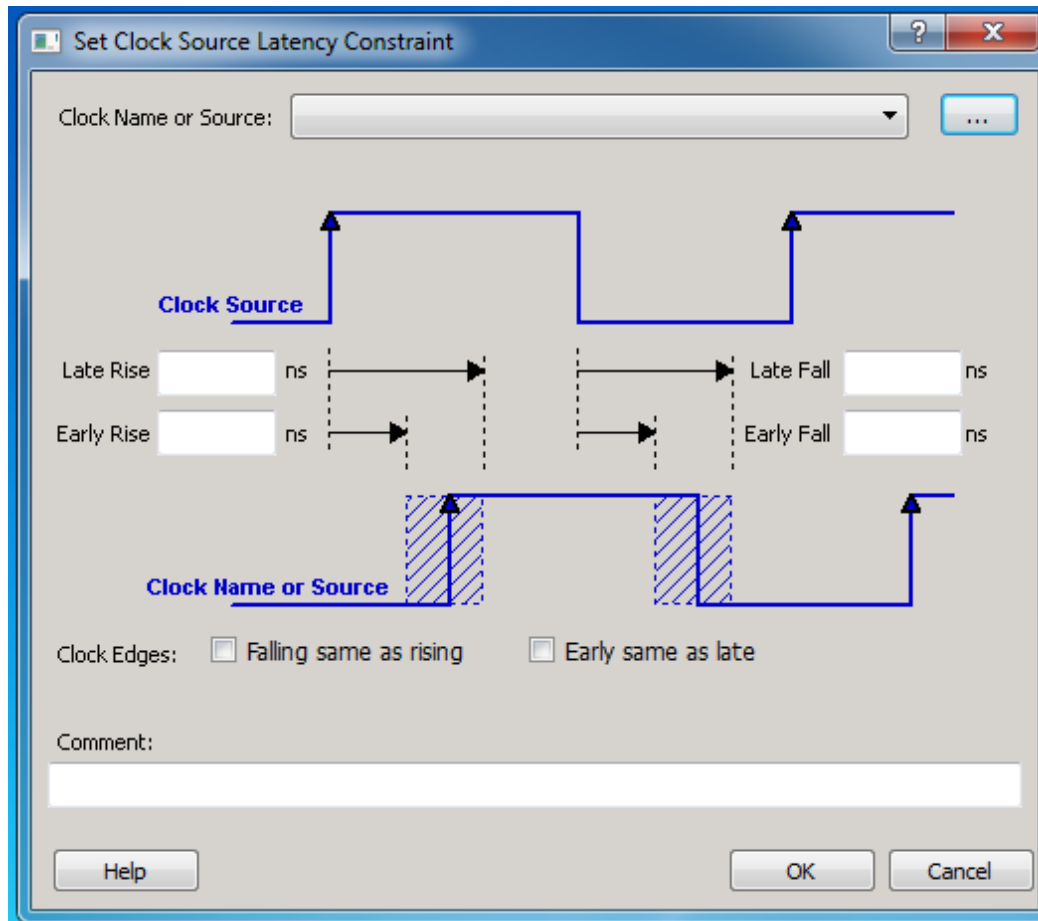 Set Clock Source Latency Constraint
?
Clock Name or Source:
...
Clock Source
Late Rise ns Late Fall ns
Early Rise ns Early Fall ns
Clock Name or Source
Clock Edges: Falling same as rising Early same as late
Comment:
Help OK Cancel